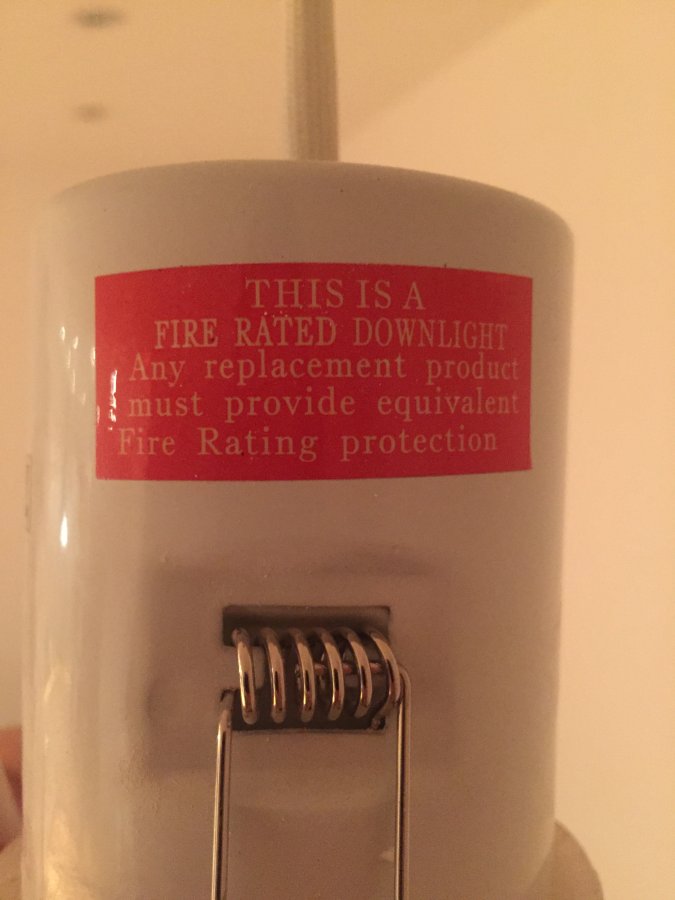 THIS IS A
FIRE RATED DOWNLIGHT
Any replacement product
must provide equivalent
Fire Rating protection